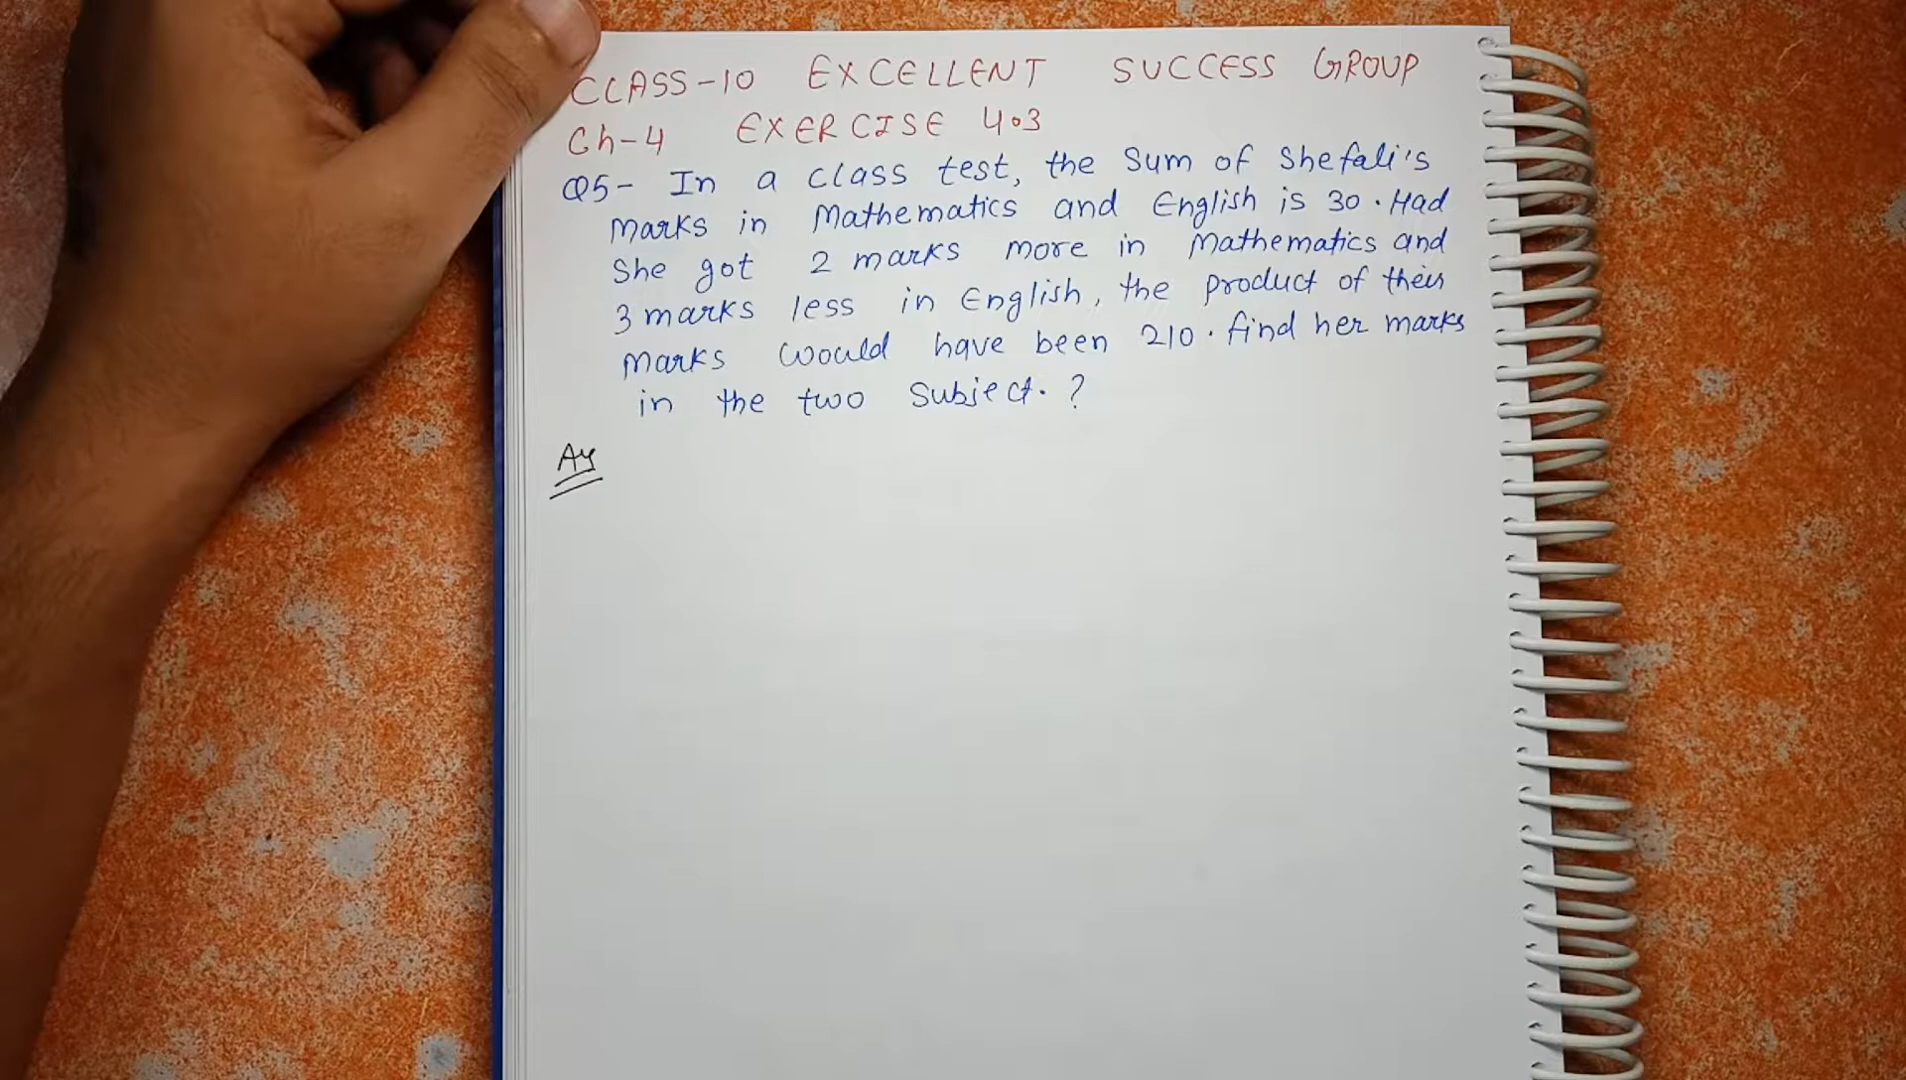 CLASS-10 EXCELLENT SUCCESS GROUP
Ch-4 EXERCISE 4.3
Q5- In a class test, the sum of Shefali's
marks in Mathematics and English is 30. Had
She got 2 marks more in Mathematics and
3 marks less in English, the product of their
marks would have been 210. find her marks
in the two Subject. ?